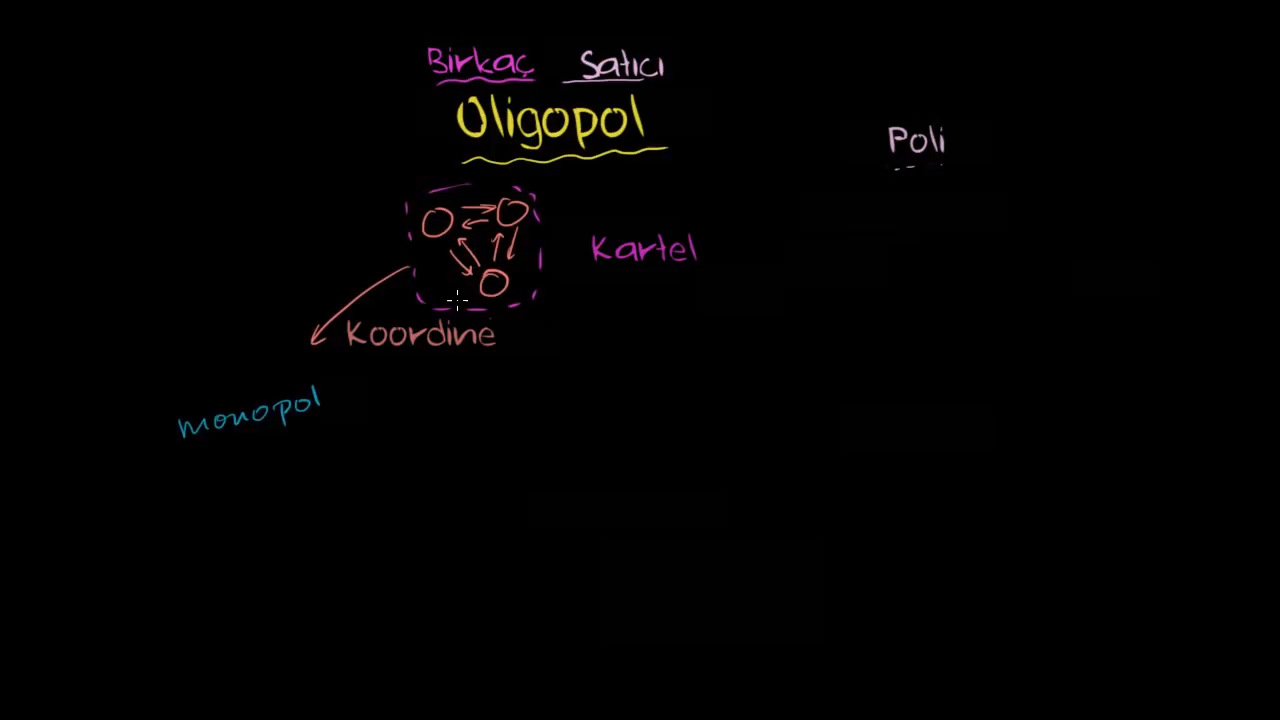 Birkaç Satıcı
Oligopol
Poli
Kartel
Koordine
monopol